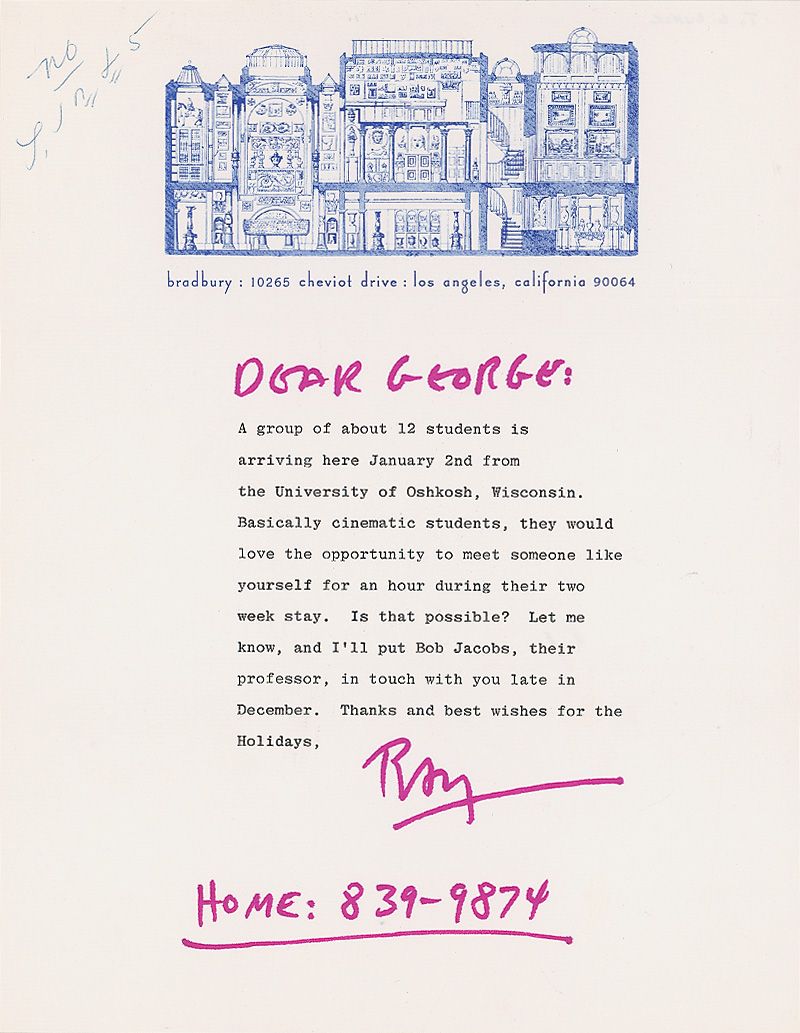 no
bradbury : 10265 cheviot drive : los angeles, california 90064
DEAR GEORGE:
A group of about 12 students is
arriving here January 2nd from
the University of Oshkosh, Wisconsin.
Basically cinematic students, they would
love the opportunity to meet someone like
yourself for an hour during their two
week stay.  Is that possible?  Let me
know, and I'll put Bob Jacobs, their
professor, in touch with you late in
December.  Thanks and best wishes for the
Holidays,
Ray
HOME: 839-9874